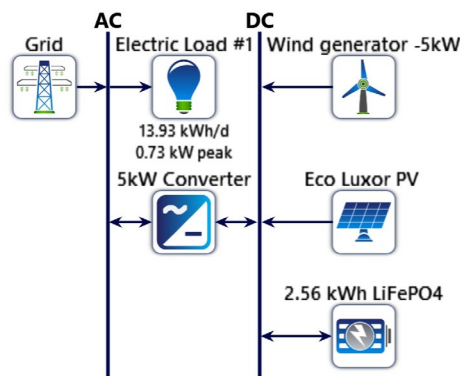 AC
DC
Grid
Electric Load #1
Wind generator -5kW
13.93 kWh/d
0.73 kW peak
5kW Converter
Eco Luxor PV
2.56 kWh LiFePO4